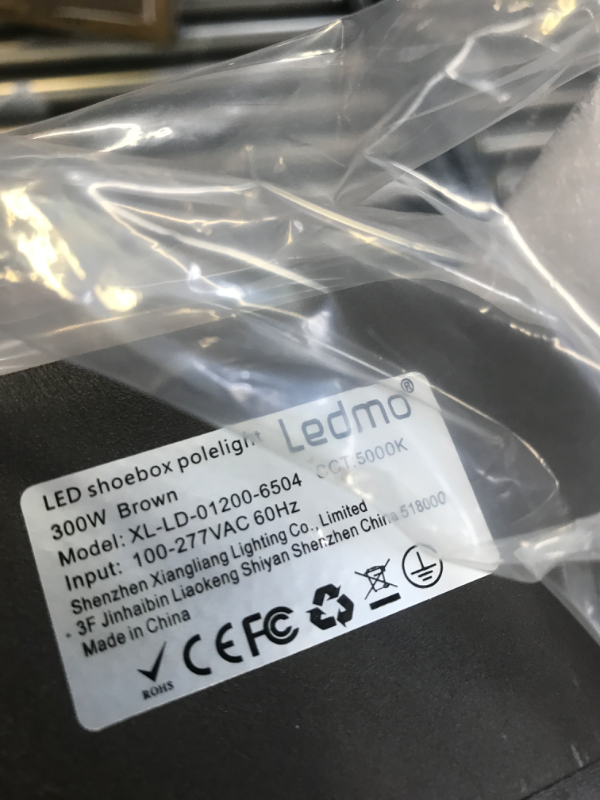 Ledmo®
LED shoebox polelight
300W Brown CCT:5000K
Model: XL-LD-01200-6504
Input: 100-277VAC 60Hz
Shenzhen Xiangliang Lighting Co., Limited
3F Jinhaibin Liaokeng Shiyan Shenzhen China 518000
Made in China
ROHS CE FC